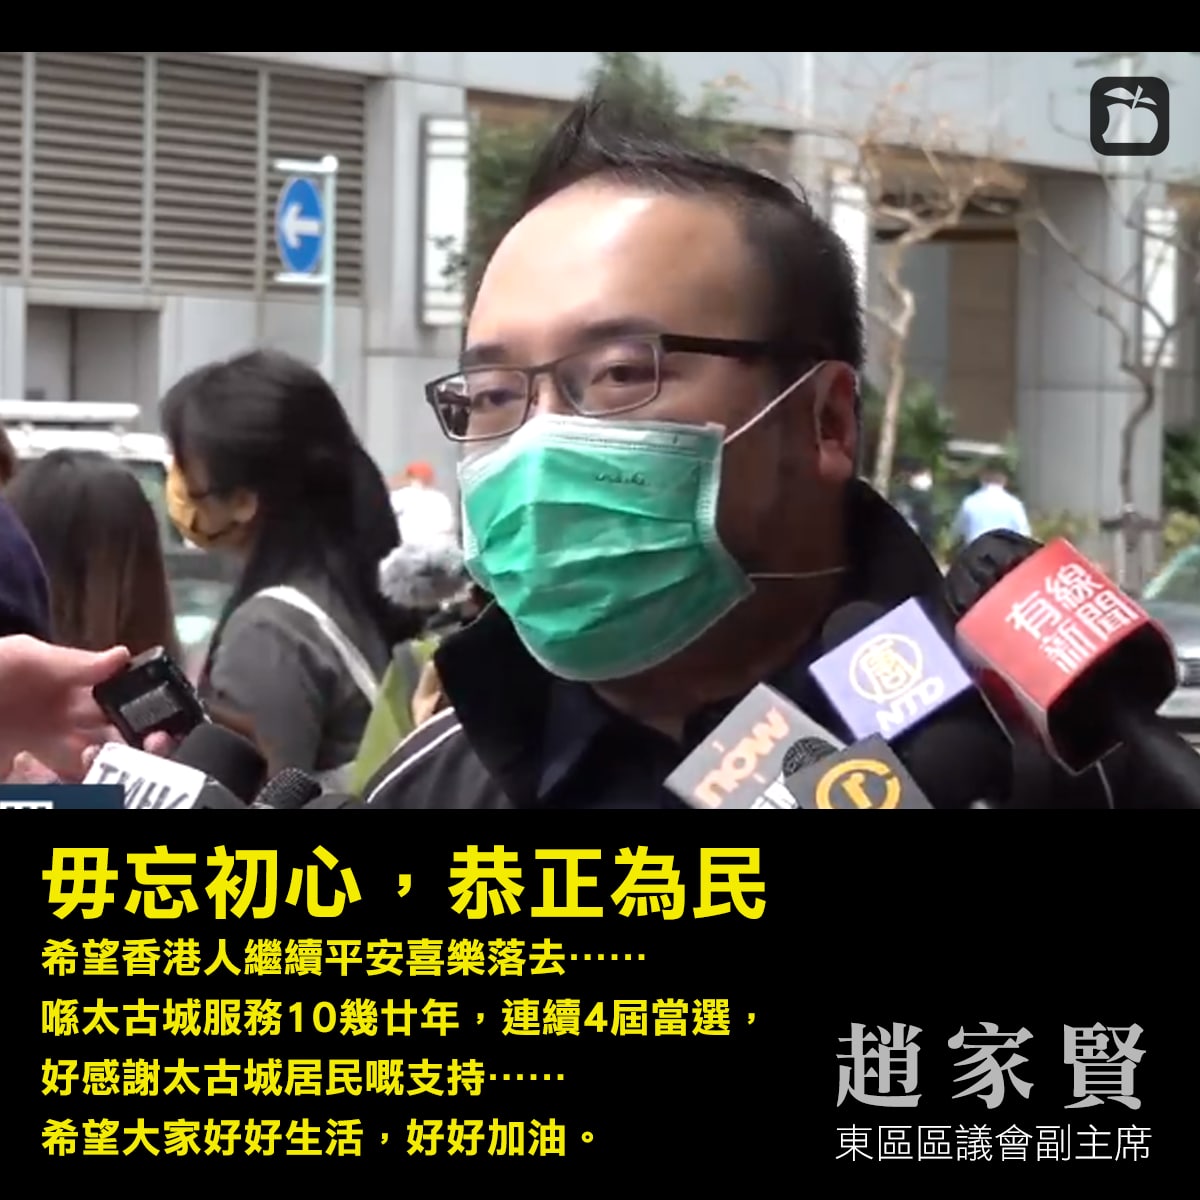 有線
新聞
NTD
now
TMHK
毋忘初心，恭正為民
希望香港人繼續平安喜樂落去……
喺太古城服務10幾廿年，連續4屆當選，
好感謝太古城居民嘅支持……
希望大家好好生活，好好加油。
趙家賢
東區區議會副主席